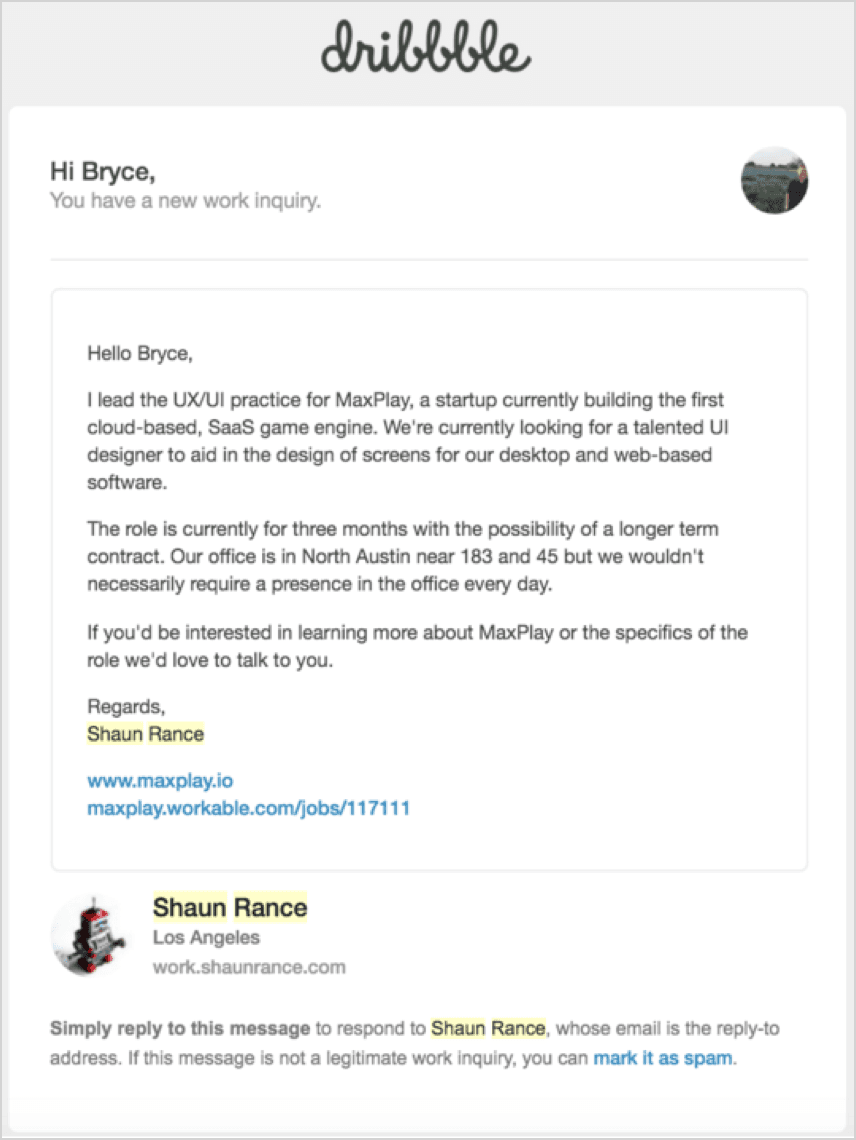 dribbble
Hi Bryce,
You have a new work inquiry.
Hello Bryce,
I lead the UX/UI practice for MaxPlay, a startup currently building the first
cloud-based, SaaS game engine. We're currently looking for a talented UI
designer to aid in the design of screens for our desktop and web-based
software.
The role is currently for three months with the possibility of a longer term
contract. Our office is in North Austin near 183 and 45 but we wouldn't
necessarily require a presence in the office every day.
If you'd be interested in learning more about MaxPlay or the specifics of the
role we'd love to talk to you.
Regards,
Shaun Rance
www.maxplay.io
maxplay.workable.com/jobs/117111
Shaun Rance
Los Angeles
work.shaunrance.com
Simply reply to this message to respond to Shaun Rance, whose email is the reply-to
address. If this message is not a legitimate work inquiry, you can mark it as spam.